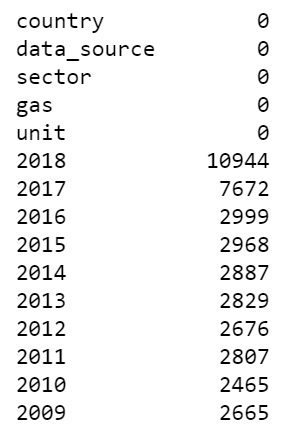 country 0
data_source 0
sector 0
gas 0
unit 0
2018 10944
2017 7672
2016 2999
2015 2968
2014 2887
2013 2829
2012 2676
2011 2807
2010 2465
2009 2665